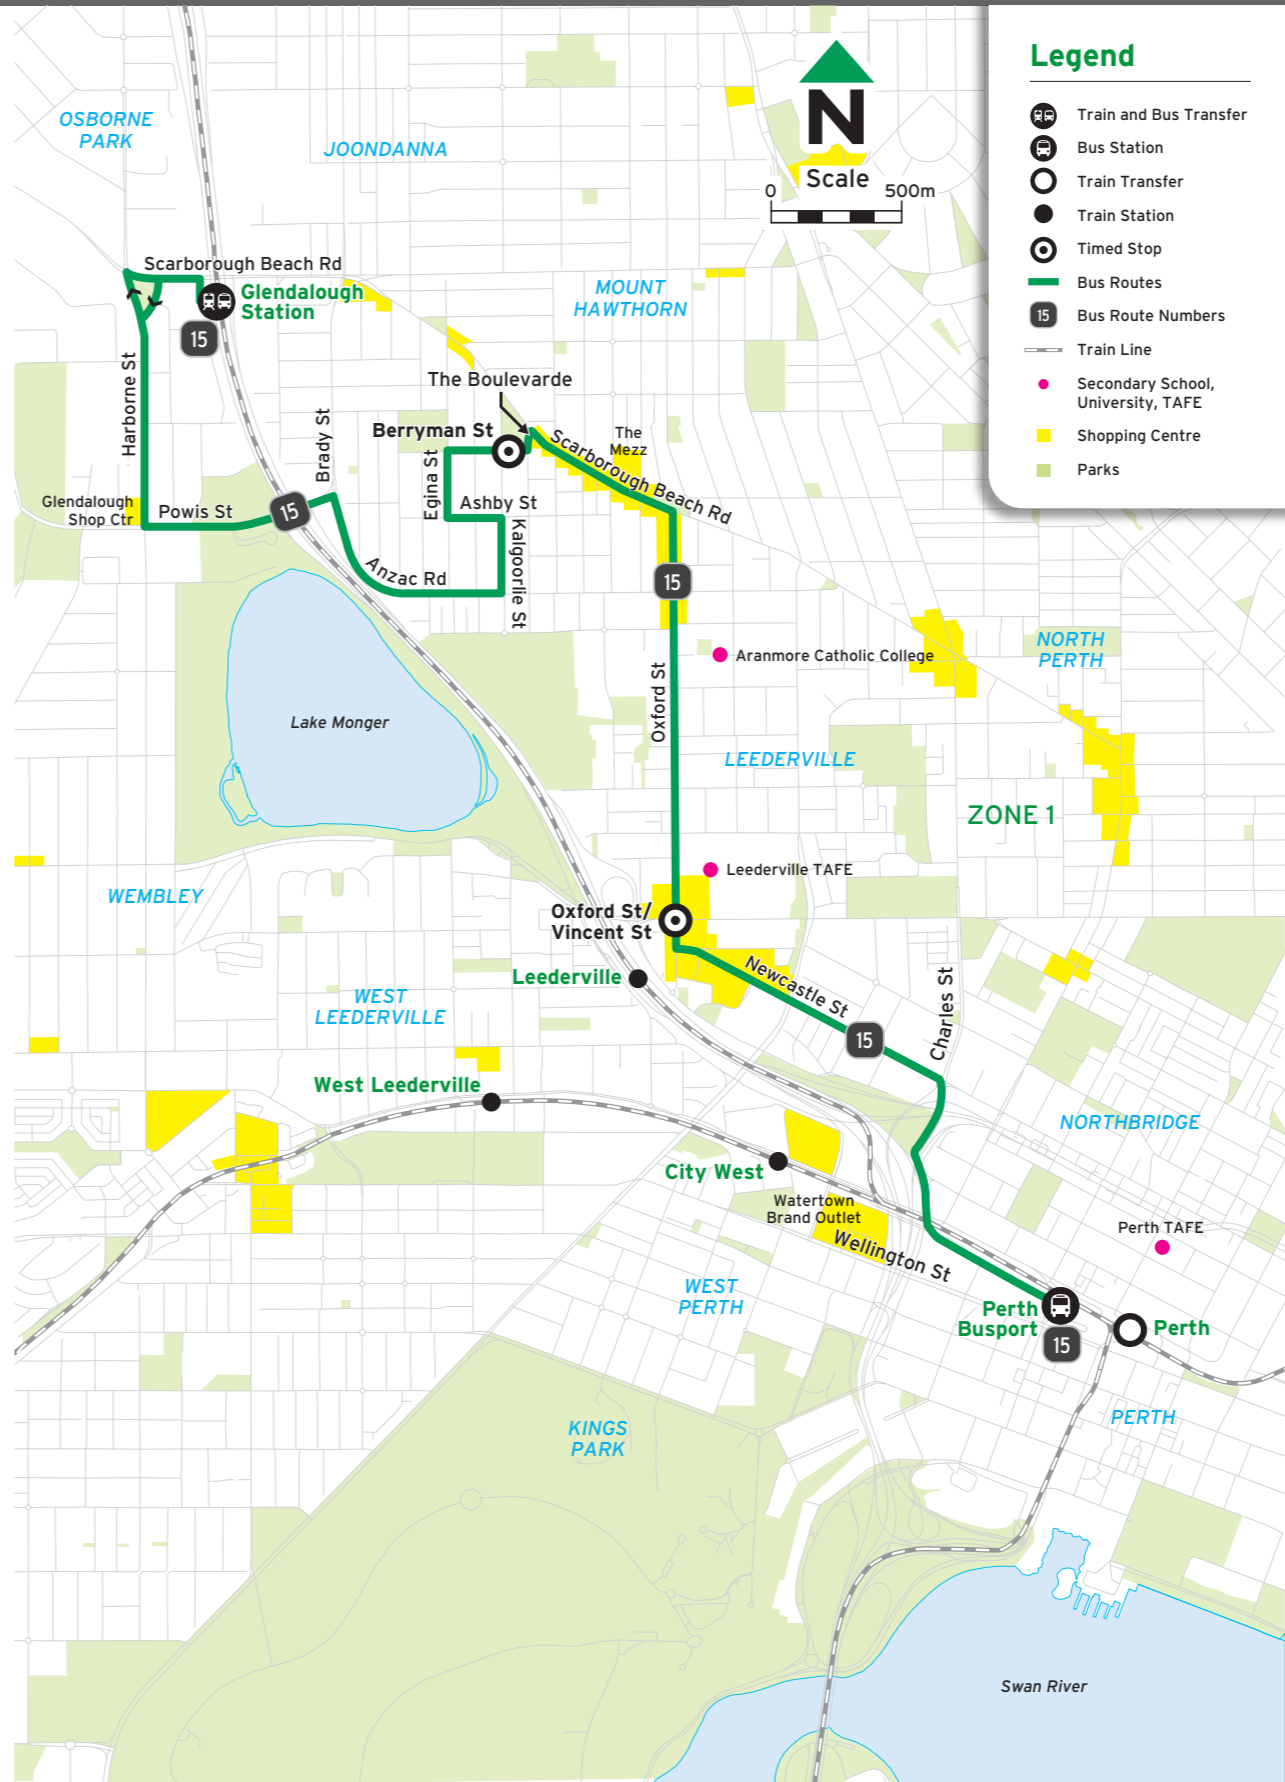 Legend
Train and Bus Transfer
Bus Station
Train Transfer
Train Station
Timed Stop
Bus Routes
15
Bus Route Numbers
Train Line
Secondary School,
University, TAFE
Shopping Centre
Parks
N
Scale
0
500m
OSBORNE
PARK
JOONDANNA
Scarborough Beach Rd
Glendalough
Station
15
MOUNT
HAWTHORN
Harborne St
The Boulevarde
Brady St
Berryman St
The
Mezz
Scarborough Beach Rd
Egina St
Glendalough
Shop Ctr
Powis St
15
Ashby St
Kalgoorlie St
Anzac Rd
15
Aranmore Catholic College
NORTH
PERTH
Oxford St
Lake Monger
LEEDERVILLE
ZONE 1
Leederville TAFE
WEMBLEY
Oxford St/
Vincent St
Leederville
Newcastle St
Charles St
WEST
LEEDERVILLE
15
West Leederville
NORTHBRIDGE
City West
Watertown
Brand Outlet
Wellington St
Perth TAFE
WEST
PERTH
Perth
Busport
15
Perth
PERTH
KINGS
PARK
Swan River